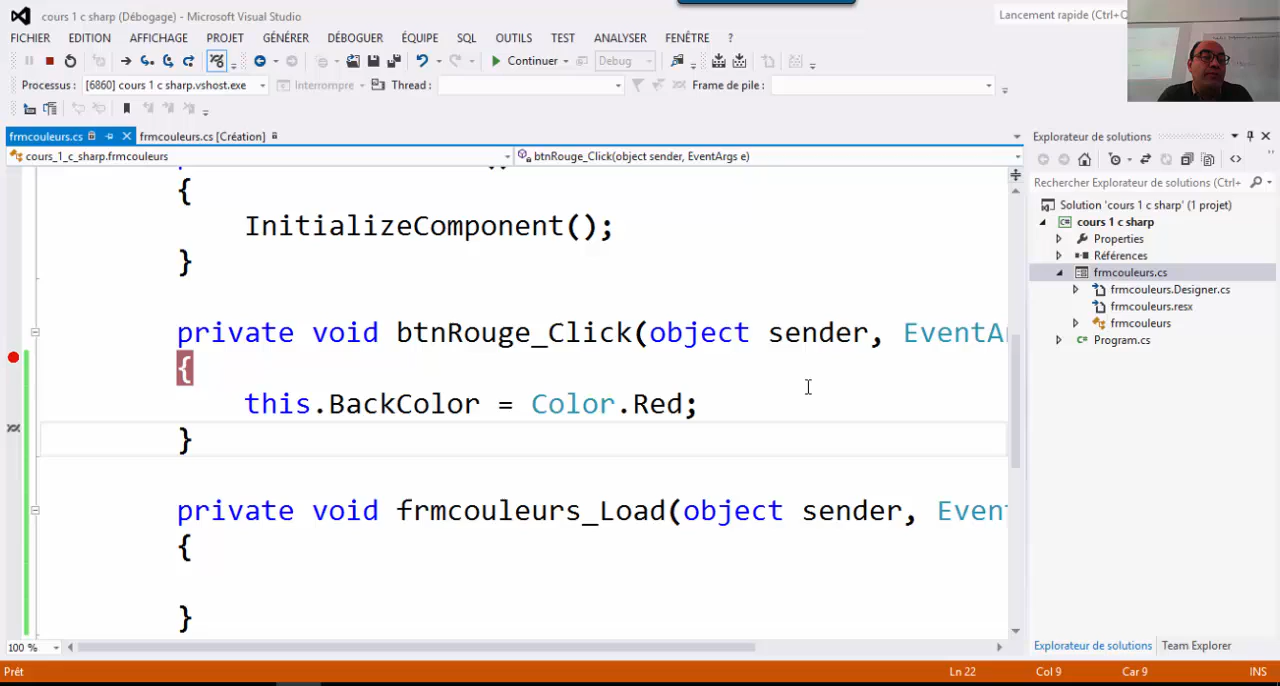 cours 1 c sharp (Débogage) - Microsoft Visual Studio
Lancement rapide (Ctrl+
FICHIER EDITION AFFICHAGE PROJET GÉNÉRER DÉBOGUER ÉQUIPE SQL OUTILS TEST ANALYSER FENÊTRE ?
Continuer Debug
Processus : [6860] cours 1 c sharp.vshost.exe Interrompre Thread : Frame de pile :
frmcouleurs.cs frmcouleurs.cs [Création]
cours_1_c_sharp.frmcouleurs btnRouge_Click(object sender, EventArgs e)
{
InitializeComponent();
}
private void btnRouge_Click(object sender, EventAr
{
this.BackColor = Color.Red;
}
private void frmcouleurs_Load(object sender, Event
{
}
100 %
Explorateur de solutions
Rechercher Explorateur de solutions (Ctrl+
Solution 'cours 1 c sharp' (1 projet)
cours 1 c sharp
Properties
Références
frmcouleurs.cs
frmcouleurs.Designer.cs
frmcouleurs.resx
frmcouleurs
Program.cs
Explorateur de solutions Team Explorer
Prêt Ln 22 Col 9 Car 9 INS